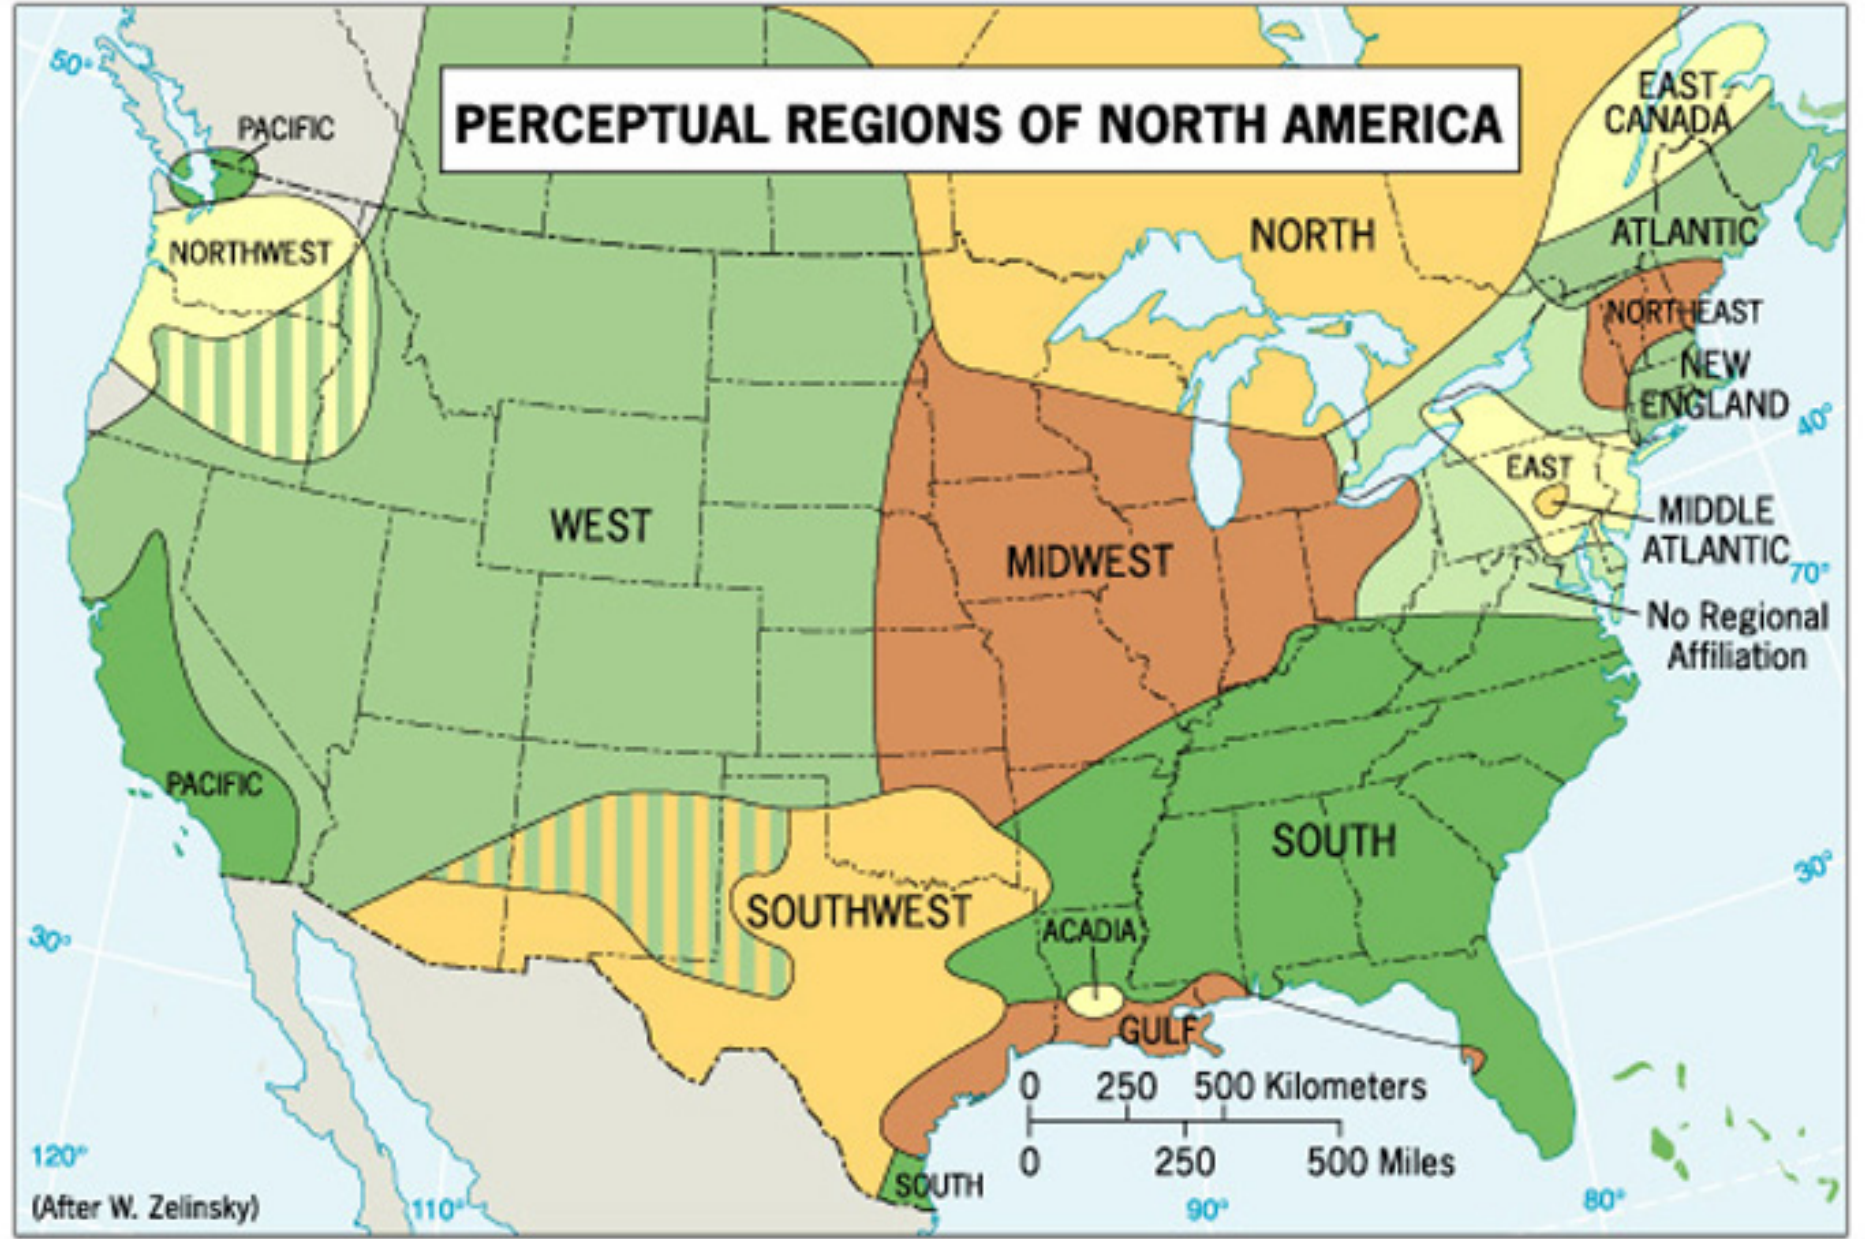 50°
PACIFIC
PERCEPTUAL REGIONS OF NORTH AMERICA
EAST
CANADA
NORTHWEST
NORTH
ATLANTIC
NORTHEAST
NEW
ENGLAND
40°
EAST
WEST
MIDWEST
MIDDLE
ATLANTIC
70°
No Regional
Affiliation
PACIFIC
SOUTH
30°
SOUTHWEST
ACADIA
30°
GULF
0 250 500 Kilometers
0 250 500 Miles
120°
SOUTH
(After W. Zelinsky)
110°
90°
80°